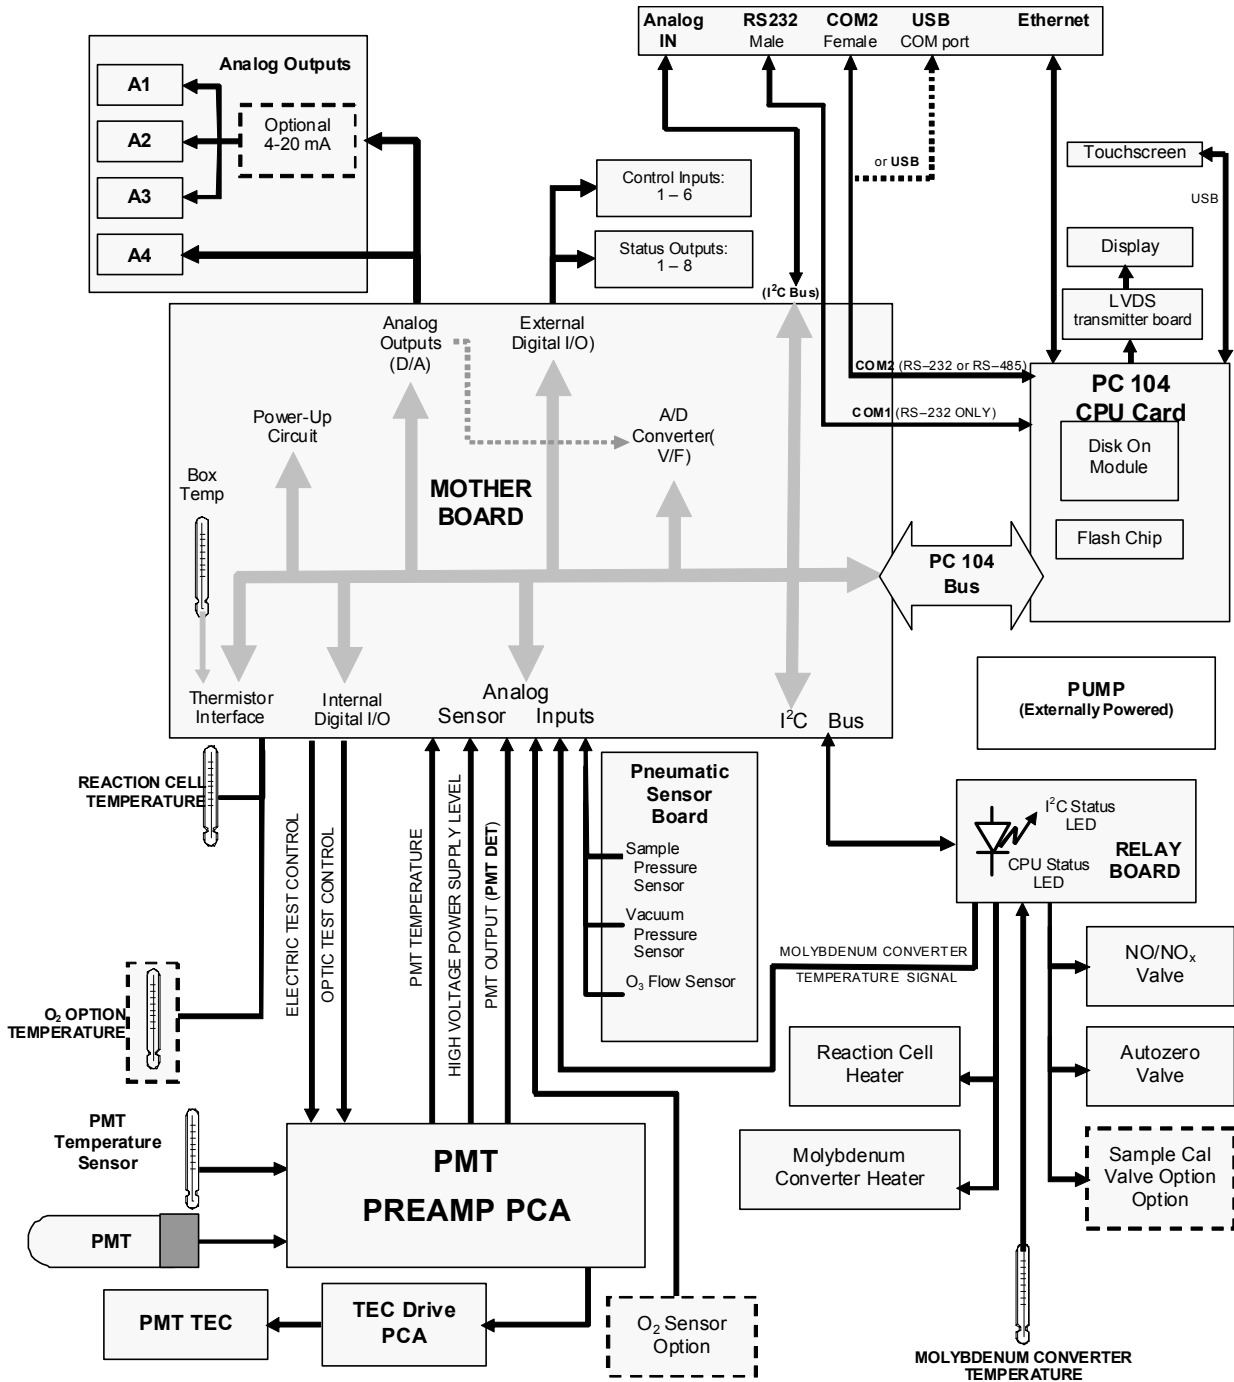 Analog IN
RS232 Male
COM2 Female
USB COM port
Ethernet
Analog Outputs
A1
A2
A3
A4
Optional
4-20 mA
Control Inputs:
1 – 6
Status Outputs:
1 – 8
or USB
Touchscreen
USB
Display
LVDS
transmitter board
(I²C Bus)
Analog
Outputs
(D/A)
External
Digital I/O)
COM2 (RS–232 or RS–485)
COM1 (RS–232 ONLY)
PC 104
CPU Card
Disk On
Module
Flash Chip
Power-Up
Circuit
A/D
Converter(
V/F)
Box
Temp
MOTHER
BOARD
PC 104
Bus
Thermistor
Interface
Internal
Digital I/O
Analog
Sensor Inputs
I²C Bus
PUMP
(Externally Powered)
REACTION CELL
TEMPERATURE
ELECTRIC TEST CONTROL
OPTIC TEST CONTROL
PMT TEMPERATURE
HIGH VOLTAGE POWER SUPPLY LEVEL
PMT OUTPUT (PMT DET)
Pneumatic
Sensor
Board
Sample
Pressure
Sensor
Vacuum
Pressure
Sensor
O₃ Flow Sensor
I²C Status
LED
CPU Status
LED
RELAY
BOARD
MOLYBDENUM CONVERTER
TEMPERATURE SIGNAL
NO/NOₓ
Valve
Autozero
Valve
Sample Cal
Valve Option
Option
Reaction Cell
Heater
Molybdenum
Converter Heater
O₂ OPTION
TEMPERATURE
PMT
Temperature
Sensor
PMT
PMT
PREAMP PCA
PMT TEC
TEC Drive
PCA
O₂ Sensor
Option
MOLYBDENUM CONVERTER
TEMPERATURE